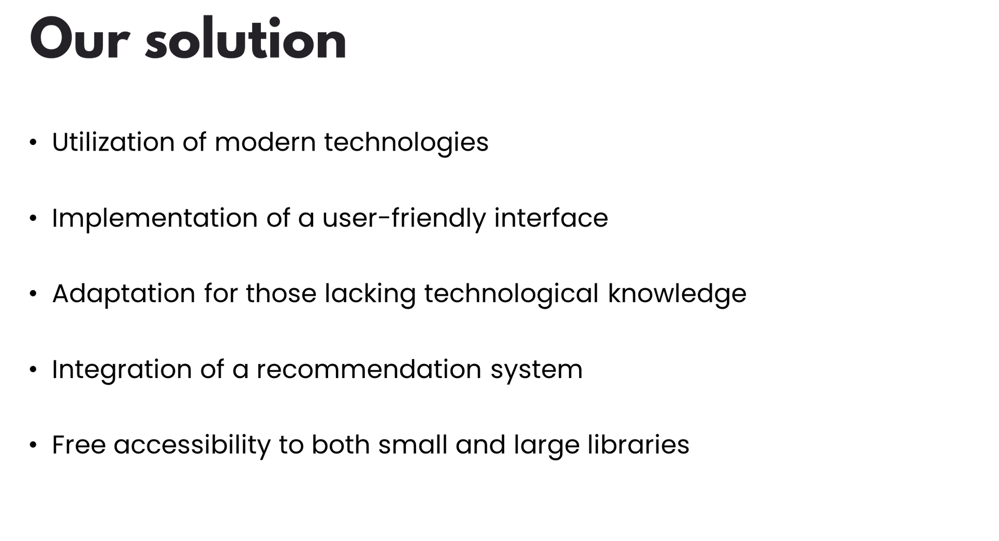 Our solution
• Utilization of modern technologies
• Implementation of a user-friendly interface
• Adaptation for those lacking technological knowledge
• Integration of a recommendation system
• Free accessibility to both small and large libraries